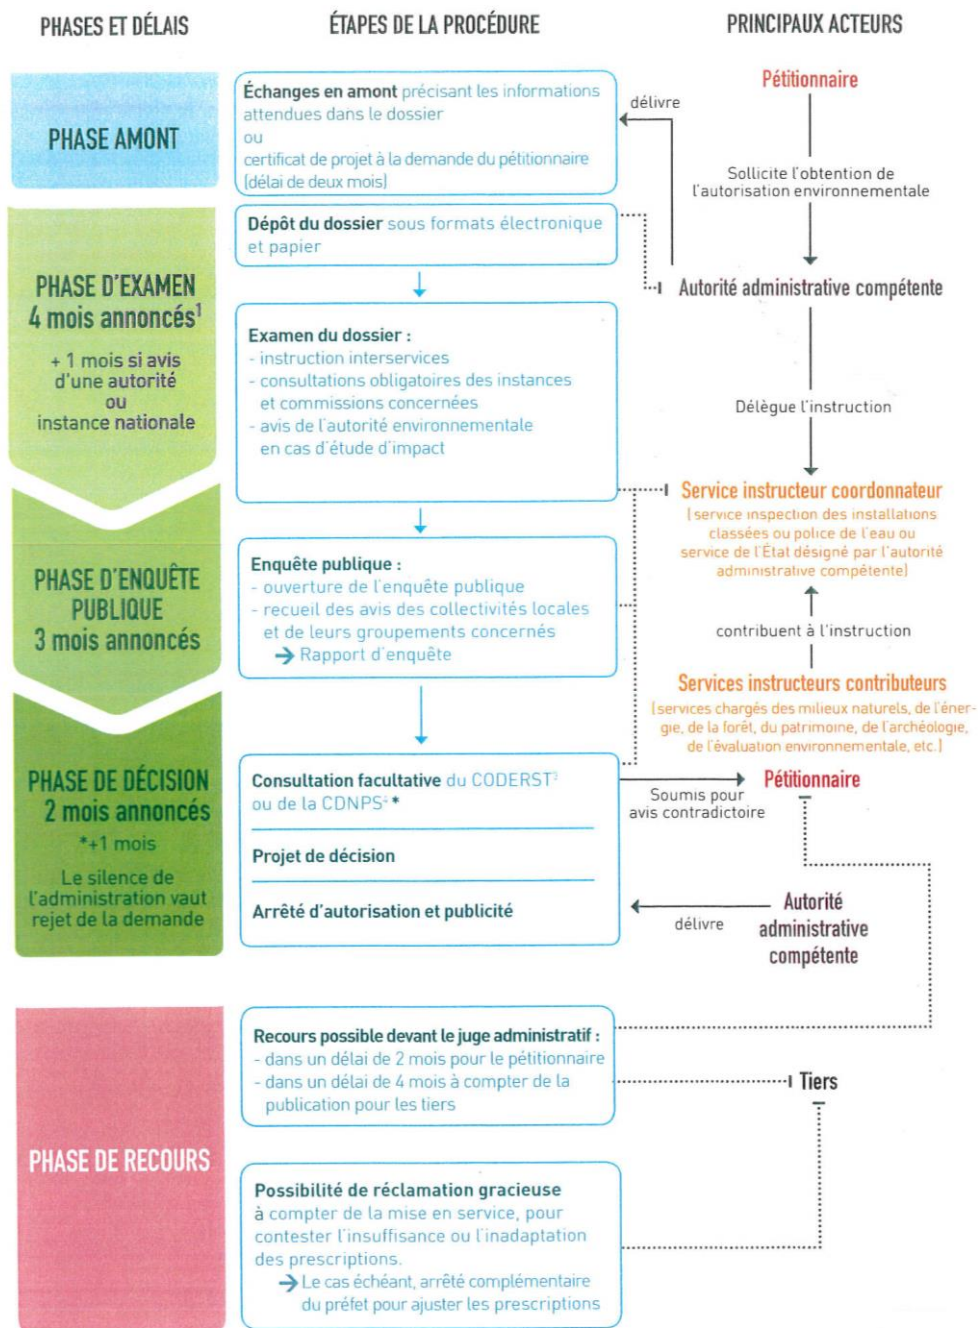 PHASES ET DÉLAIS
ÉTAPES DE LA PROCÉDURE
PRINCIPAUX ACTEURS
PHASE AMONT
Échanges en amont précisant les informations
attendues dans le dossier
ou
certificat de projet à la demande du pétitionnaire
(délai de deux mois)
délivre
Pétitionnaire
Sollicite l'obtention de
l'autorisation environnementale
Dépôt du dossier sous formats électronique
et papier
Autorité administrative compétente
PHASE D'EXAMEN
4 mois annoncés¹
+ 1 mois si avis
d'une autorité
ou
instance nationale
Examen du dossier :
- instruction interservices
- consultations obligatoires des instances
et commissions concernées
- avis de l'autorité environnementale
en cas d'étude d'impact
Délègue l'instruction
Service instructeur coordonnateur
(service inspection des installations
classées ou police de l'eau ou
service de l'État désigné par l'autorité
administrative compétente)
PHASE D'ENQUÊTE
PUBLIQUE
3 mois annoncés
Enquête publique :
- ouverture de l'enquête publique
- recueil des avis des collectivités locales
et de leurs groupements concernés
→ Rapport d'enquête
contribuent à l'instruction
Services instructeurs contributeurs
(services chargés des milieux naturels, de l'éner-
gie, de la forêt, du patrimoine, de l'archéologie,
de l'évaluation environnementale, etc.)
PHASE DE DÉCISION
2 mois annoncés
*+1 mois
Le silence de
l'administration vaut
rejet de la demande
Consultation facultative du CODERST³
ou de la CDNPS⁴ *
Projet de décision
Arrêté d'autorisation et publicité
Soumis pour
avis contradictoire
Pétitionnaire
délivre
Autorité
administrative
compétente
PHASE DE RECOURS
Recours possible devant le juge administratif :
- dans un délai de 2 mois pour le pétitionnaire
- dans un délai de 4 mois à compter de la
publication pour les tiers
Tiers
Possibilité de réclamation gracieuse
à compter de la mise en service, pour
contester l'insuffisance ou l'inadaptation
des prescriptions.
→ Le cas échéant, arrêté complémentaire
du préfet pour ajuster les prescriptions